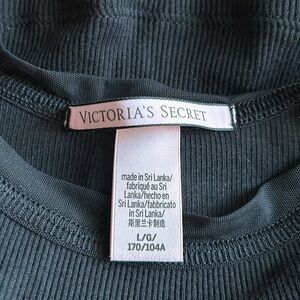 VICTORIA'S SECRET
made in Sri Lanka/
fabriqué au Sri
Lanka/hecho en
Sri Lanka/fabbricato
in Sri Lanka/
斯里兰卡制造
L/G/
170/104A